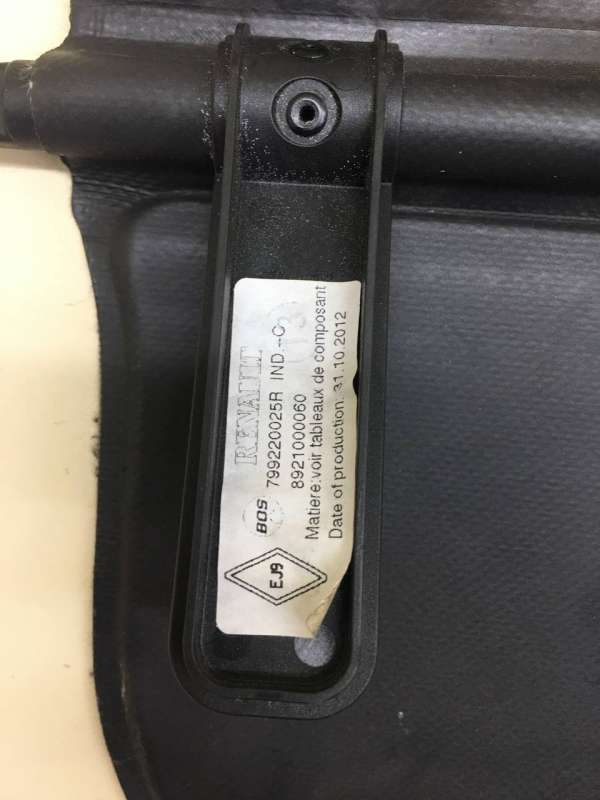 RENAULT
BOS 799220025R IND.-C
8921000060
Matiere:voir tableaux de composant
Date of production: 31.10.2012
EJ9